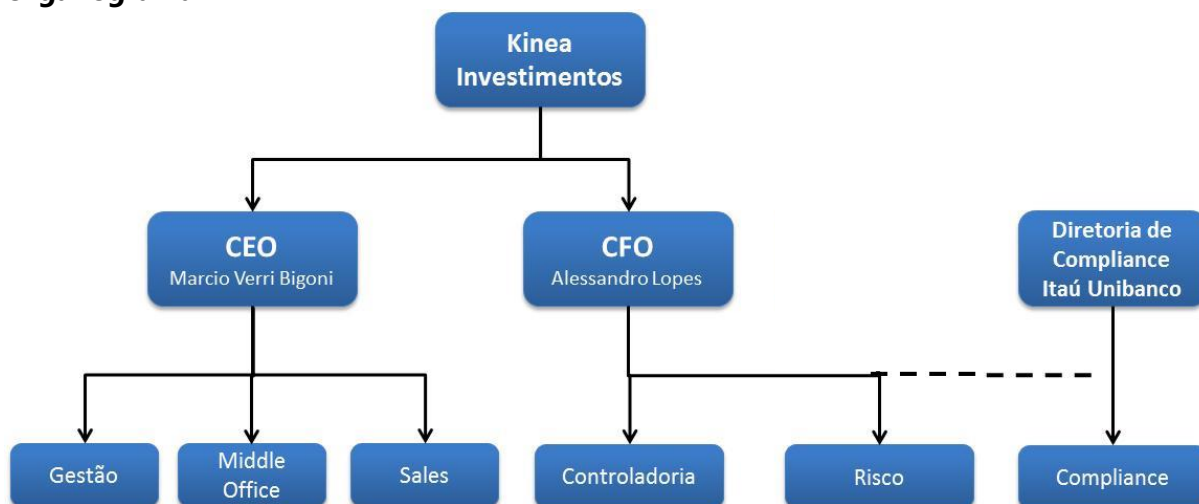 Kinea
Investimentos
CEO
Marcio Verri Bigoni
CFO
Alessandro Lopes
Diretoria de
Compliance
Itaú Unibanco
Gestão
Middle
Office
Sales
Controladoria
Risco
Compliance